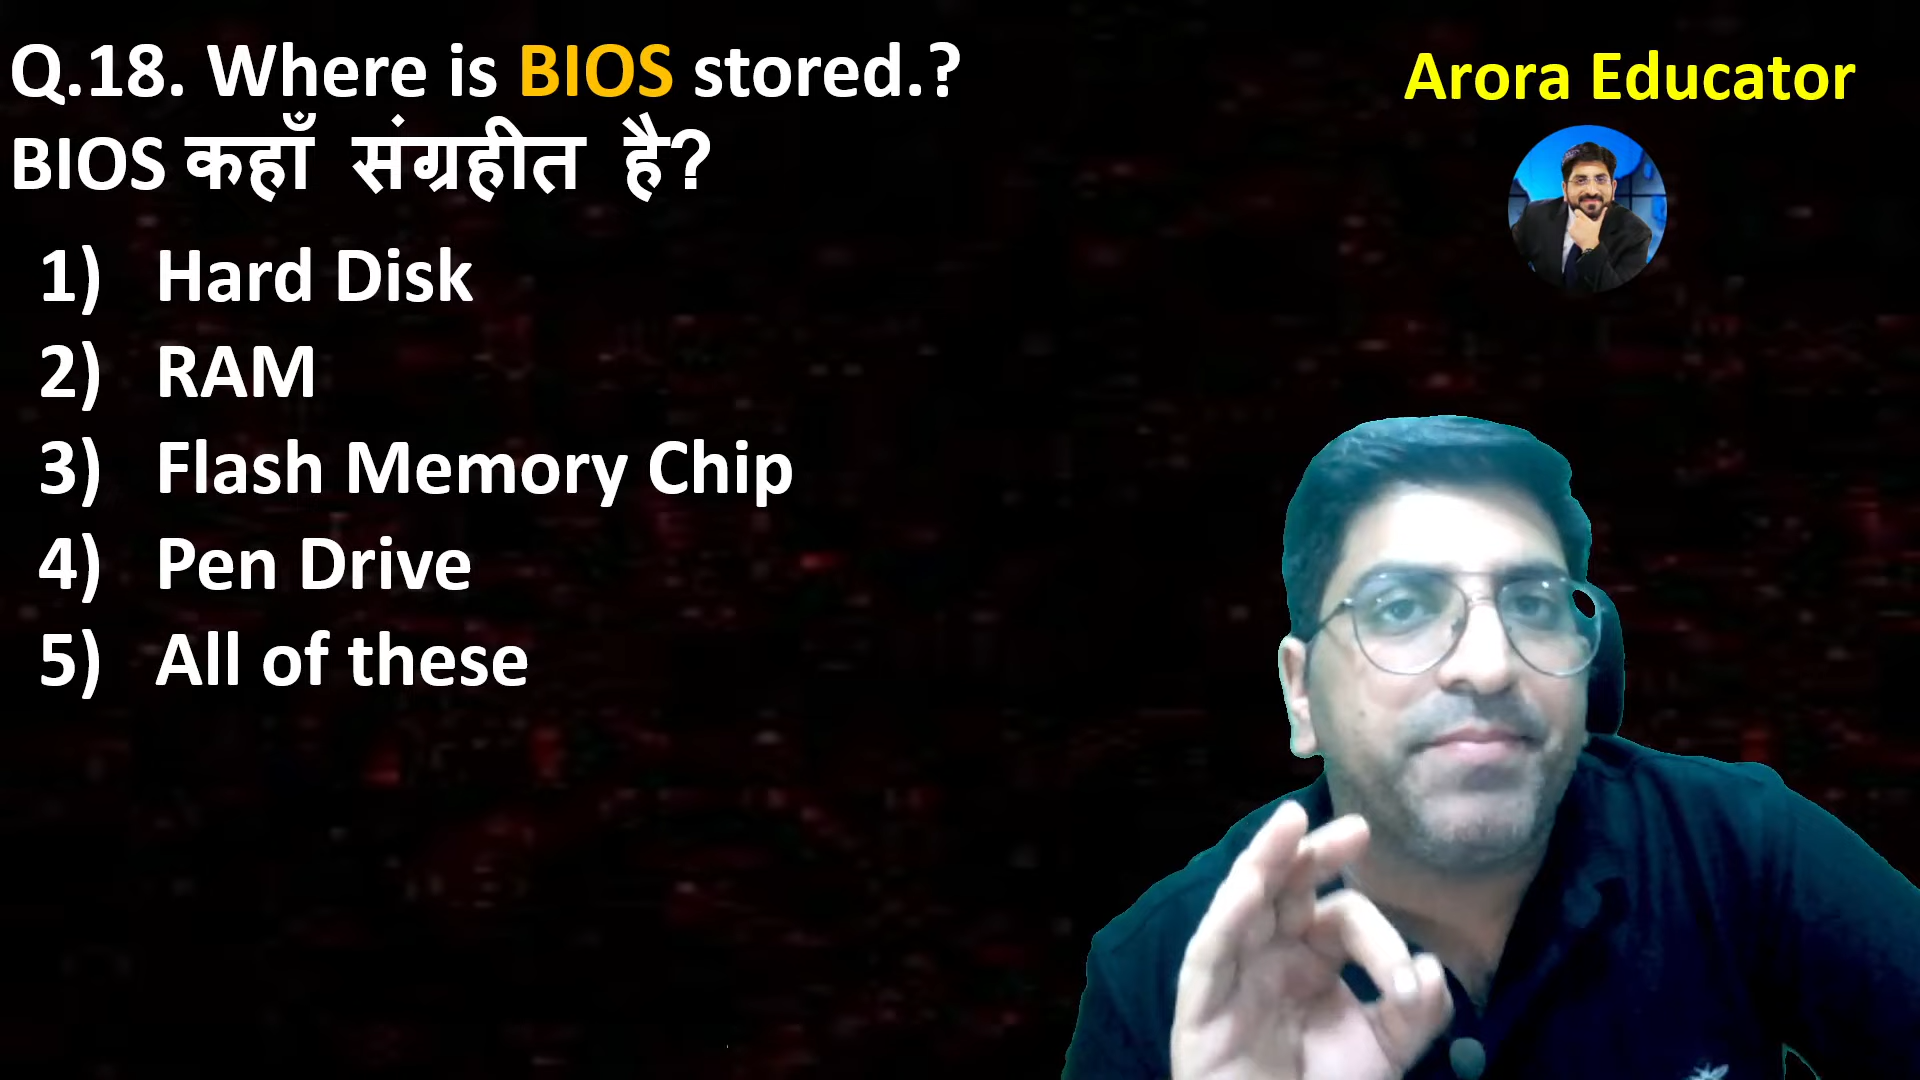 Q.18. Where is BIOS stored.?
Arora Educator
BIOS कहाँ संग्रहीत है?
1) Hard Disk
2) RAM
3) Flash Memory Chip
4) Pen Drive
5) All of these